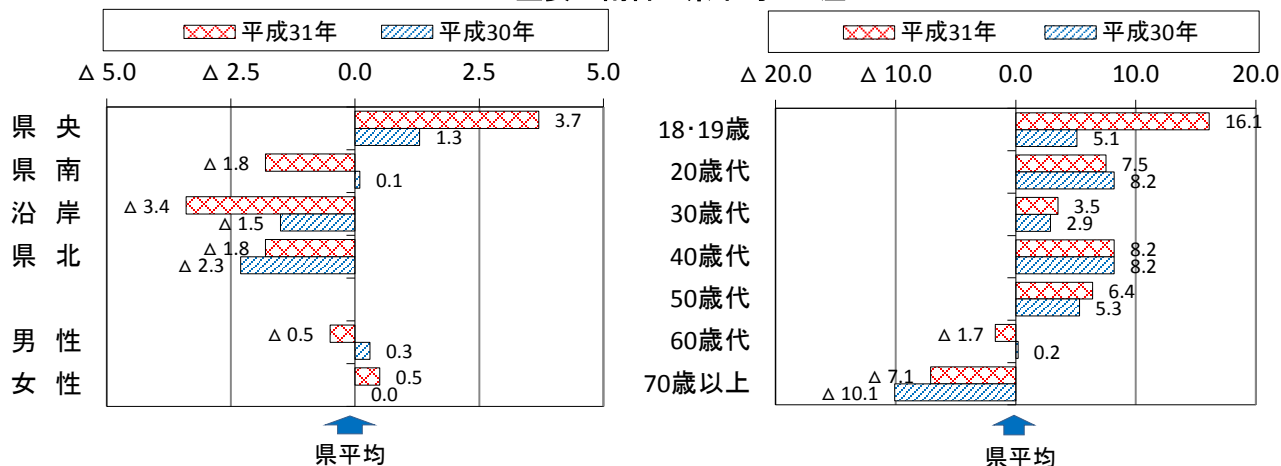 平成31年 平成30年
△ 5.0 △ 2.5 0.0 2.5 5.0
県 央 3.7
1.3
県 南 △ 1.8
0.1
沿 岸 △ 3.4
△ 1.5
県 北 △ 1.8
△ 2.3
男 性 △ 0.5
0.3
女 性 0.5
0.0
県平均
平成31年 平成30年
△ 20.0 △ 10.0 0.0 10.0 20.0
18･19歳 16.1
5.1
20歳代 7.5
8.2
30歳代 3.5
2.9
40歳代 8.2
8.2
50歳代 6.4
5.3
60歳代 △ 1.7
0.2
70歳以上 △ 7.1
△ 10.1
県平均